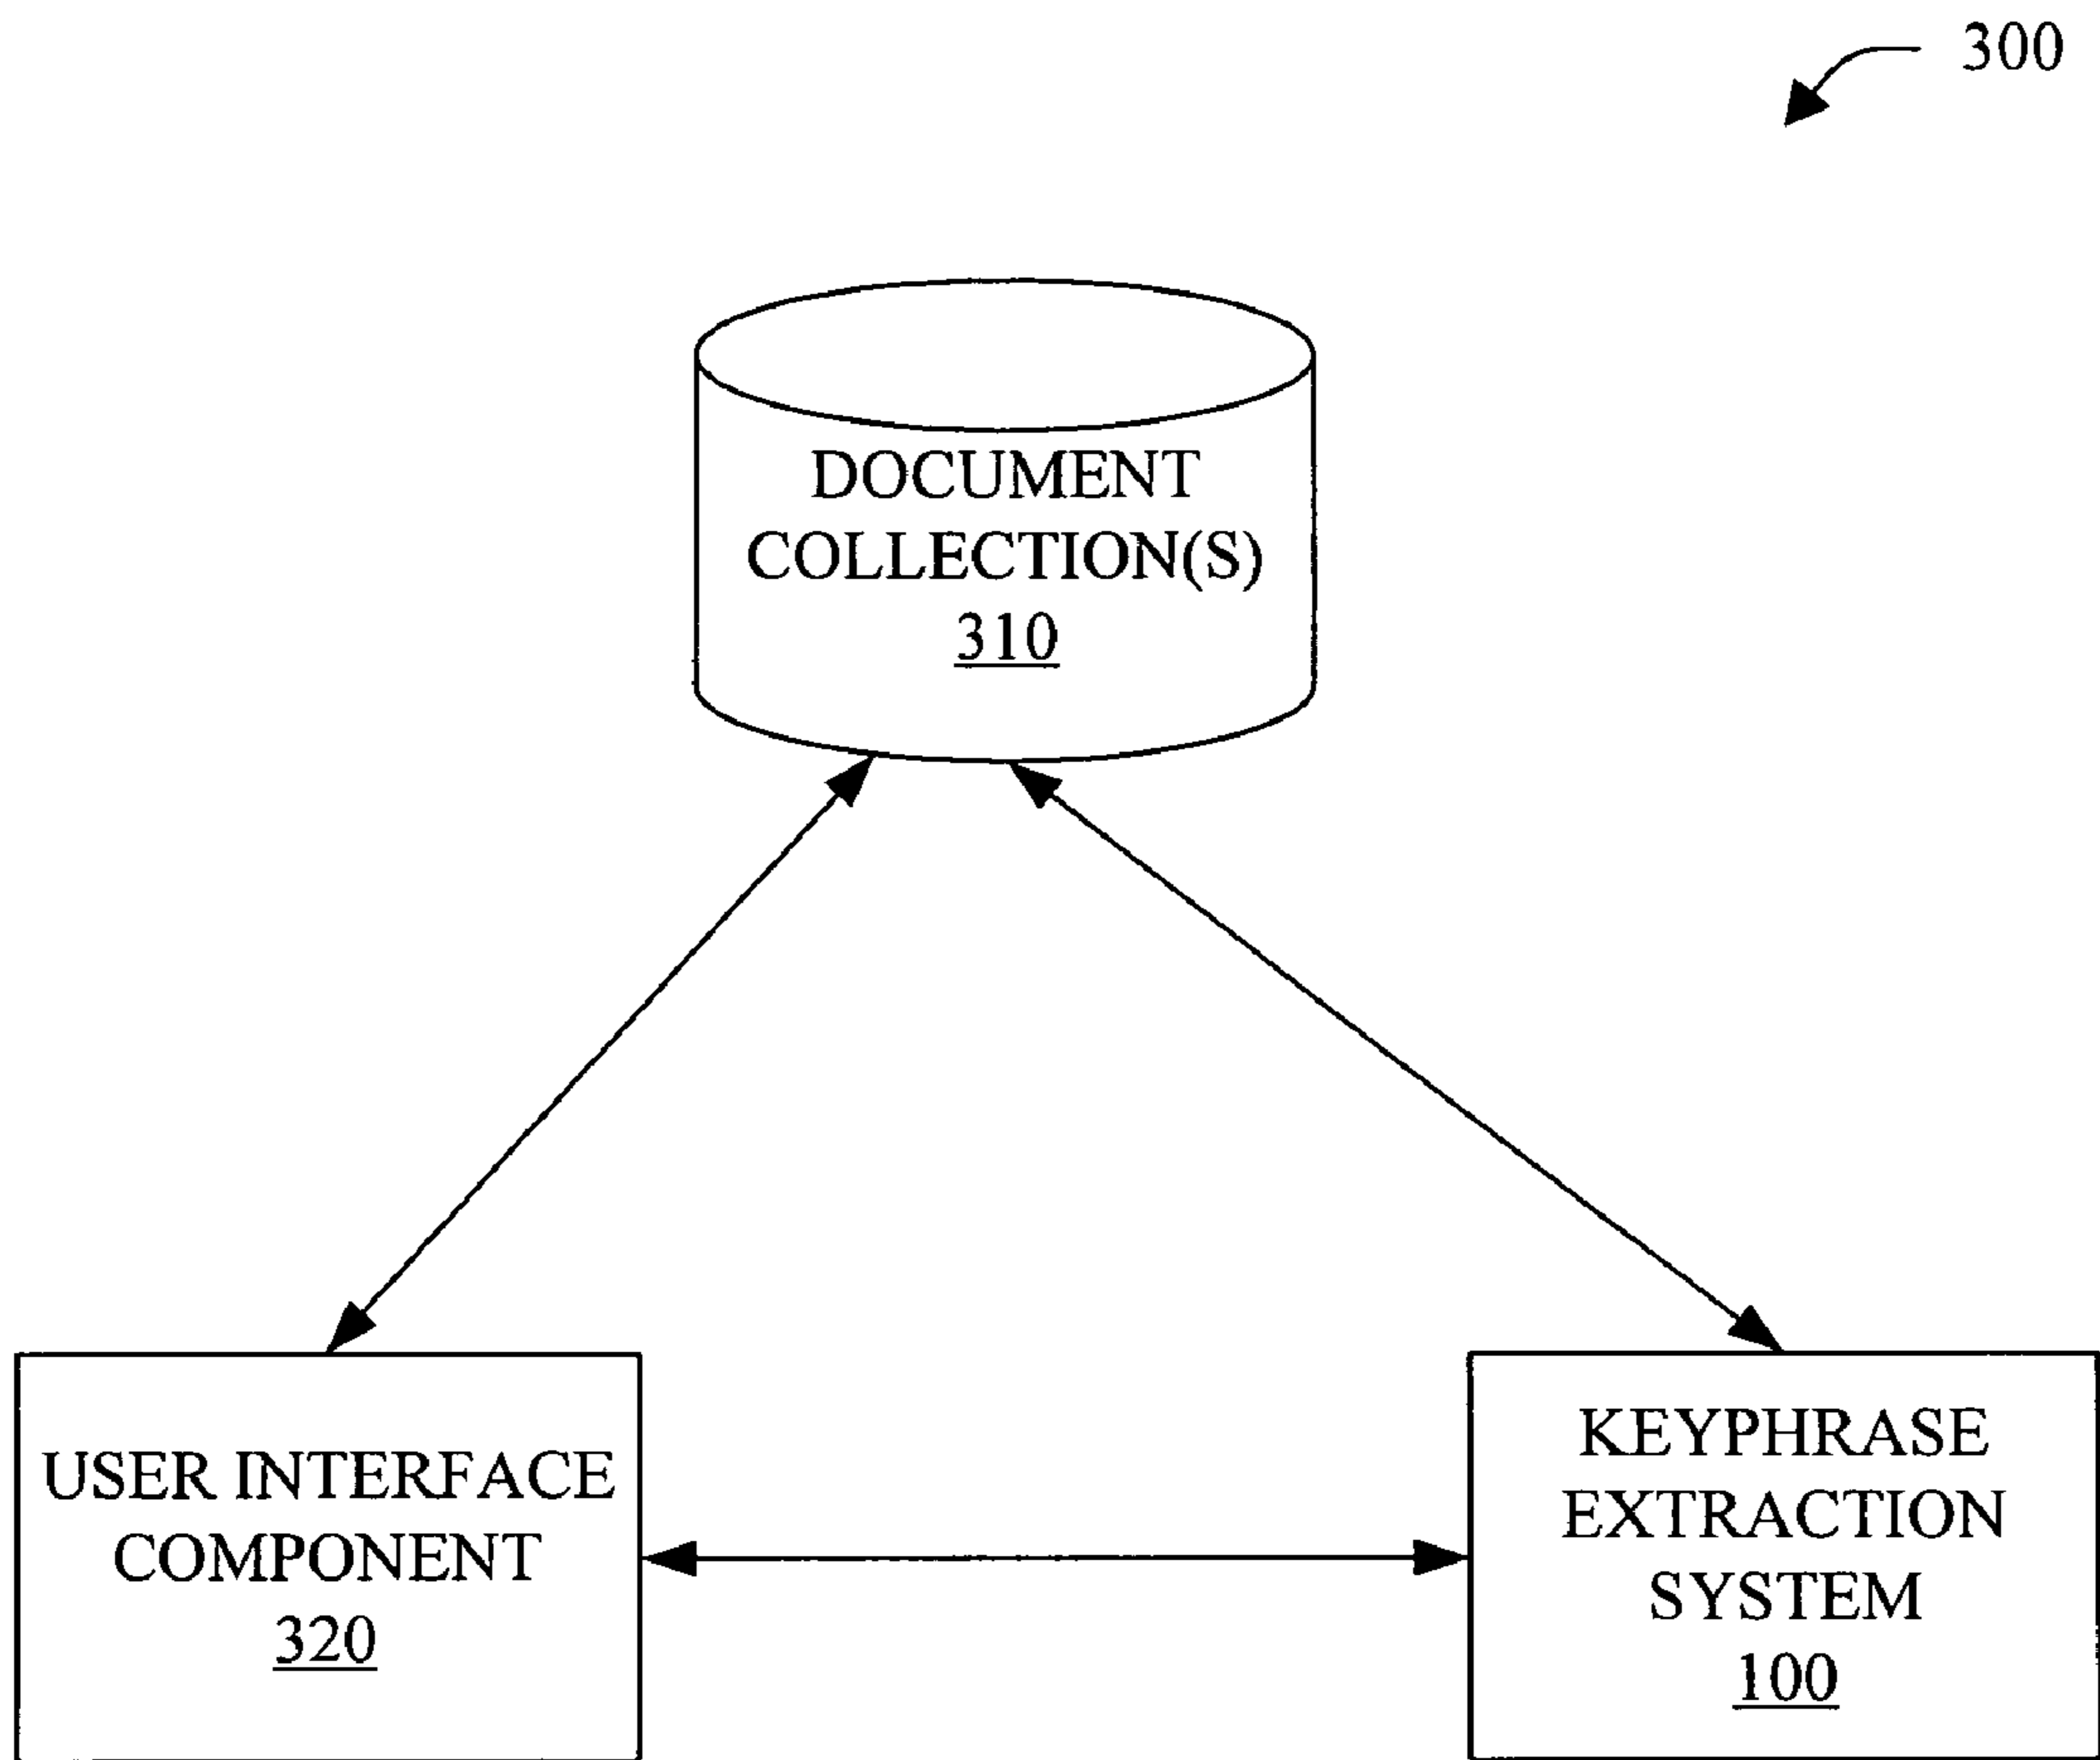 300
DOCUMENT
COLLECTION(S)
310
USER INTERFACE
COMPONENT
320
KEYPHRASE
EXTRACTION
SYSTEM
100